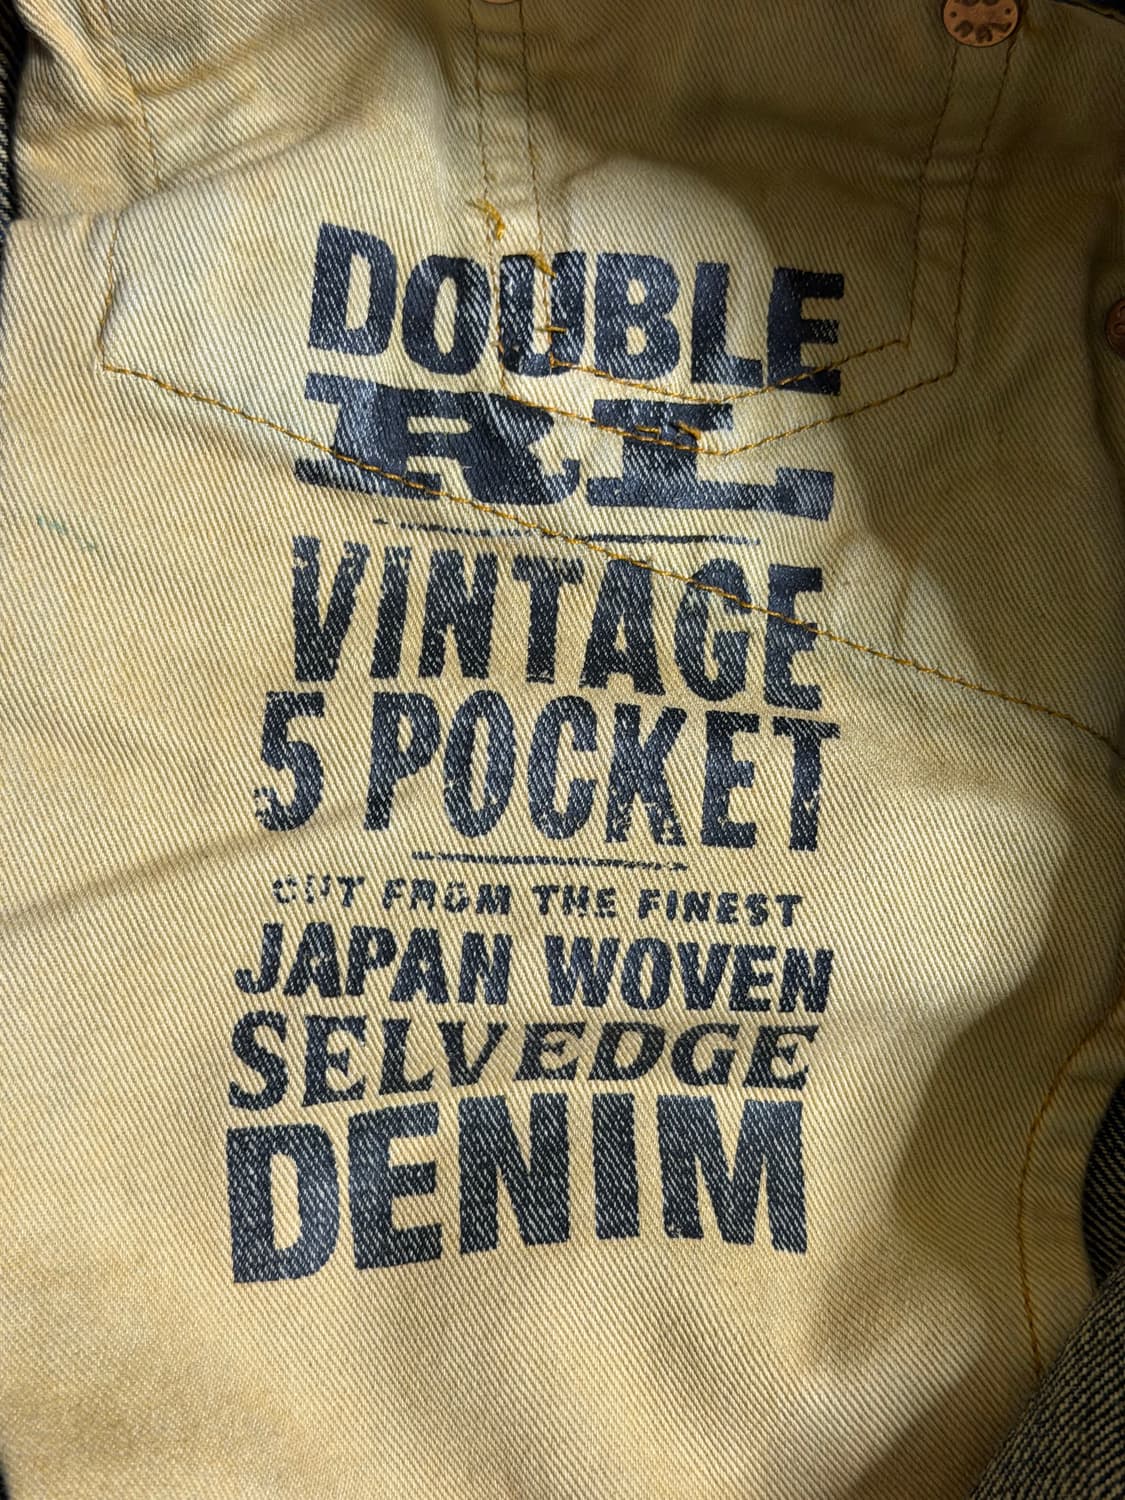 DOUBLE
RL
VINTAGE
5 POCKET
CUT FROM THE FINEST
JAPAN WOVEN
SELVEDGE
DENIM